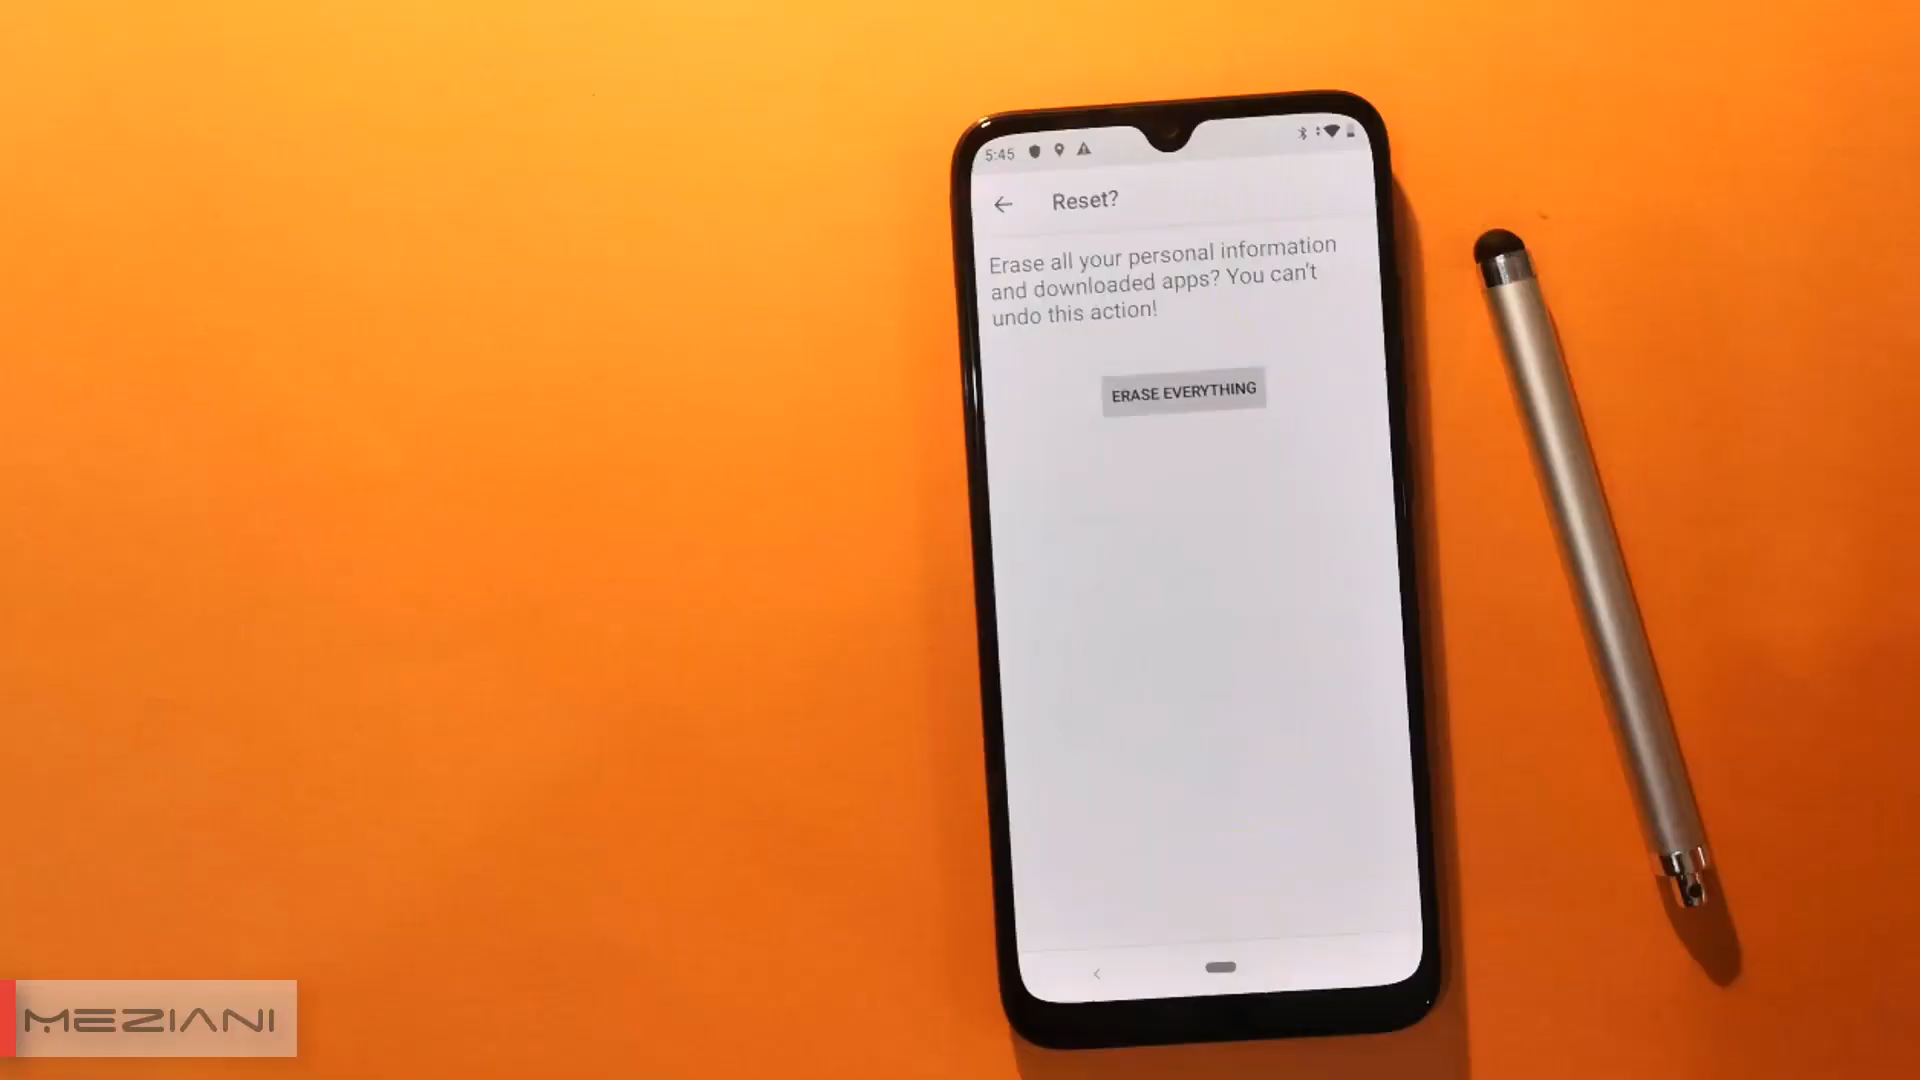 5:45
Reset?
Erase all your personal information
and downloaded apps? You can't
undo this action!
ERASE EVERYTHING
MEZIANI